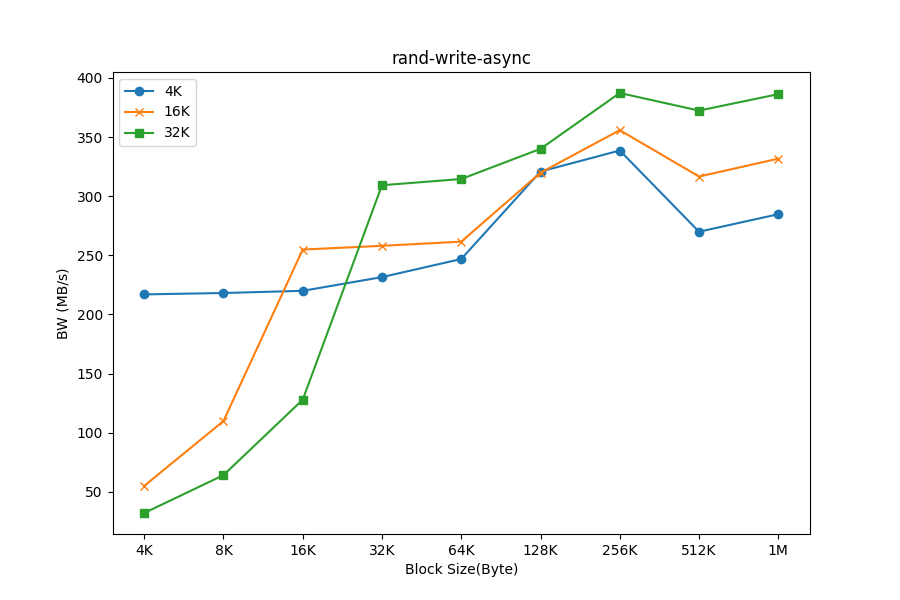 rand-write-async
4K
16K
32K
400
350
300
250
200
150
100
50
BW (MB/s)
4K 8K 16K 32K 64K 128K 256K 512K 1M
Block Size(Byte)